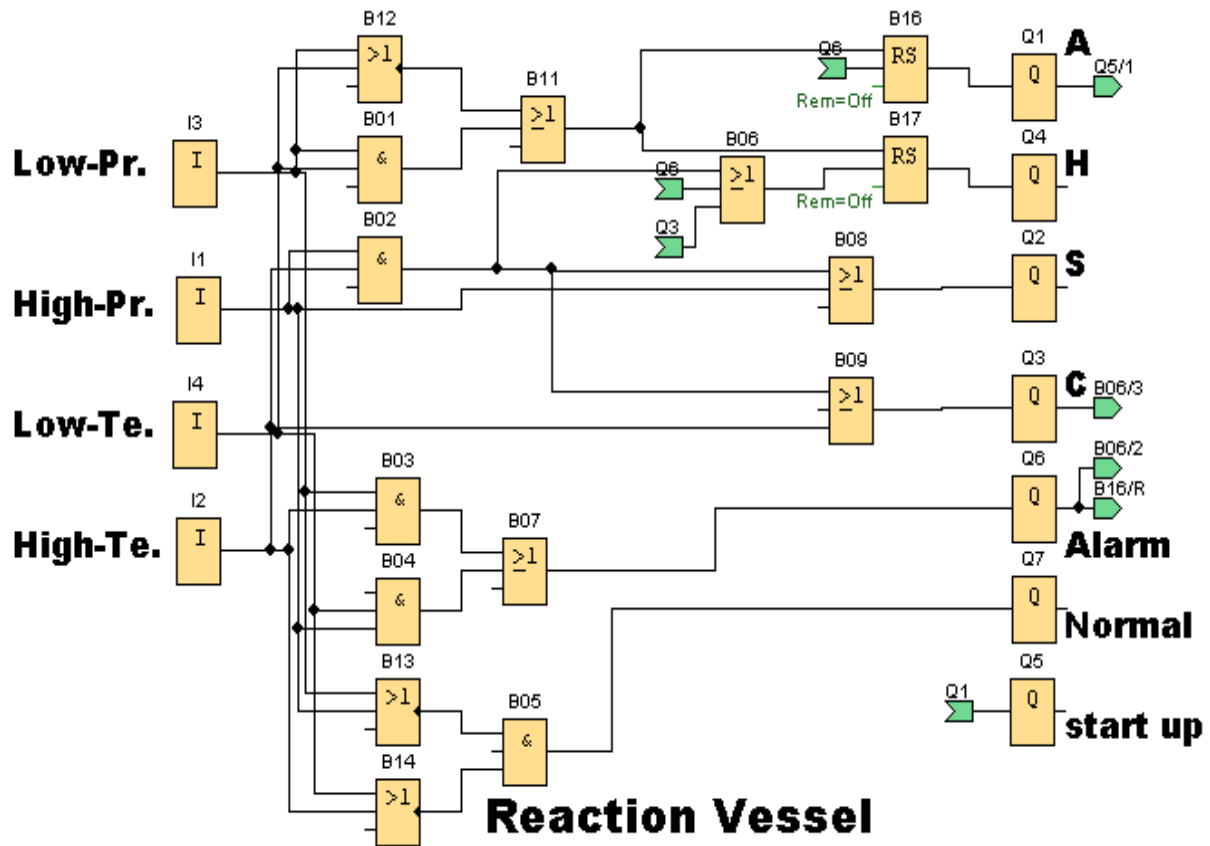 B12
>1
B11
≥1
B01
&
I3
I
Low-Pr.
B16
RS
Q6
Rem=Off
Q1
Q
A
Q5/1
B17
RS
Rem=Off
B06
≥1
Q6
Q3
Q4
Q
H
B02
&
I1
I
High-Pr.
B08
≥1
Q2
Q
S
I4
I
Low-Te.
B09
≥1
Q3
Q
C
B06/3
B03
&
B07
≥1
Q6
Q
B06/2
B16/R
Alarm
I2
I
High-Te.
B04
&
Q7
Q
Normal
B13
>1
B05
&
Q1
Q5
Q
start up
B14
>1
Reaction Vessel